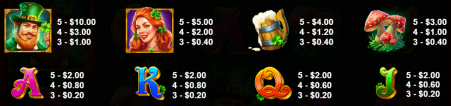 5 - $10.00
4 - $3.00
3 - $1.00
5 - $5.00
4 - $2.00
3 - $0.40
5 - $4.00
4 - $1.20
3 - $0.40
5 - $3.00
4 - $1.00
3 - $0.40
A
5 - $2.00
4 - $0.80
3 - $0.20
K
5 - $2.00
4 - $0.80
3 - $0.20
Q
5 - $2.00
4 - $0.60
3 - $0.20
J
5 - $2.00
4 - $0.60
3 - $0.20